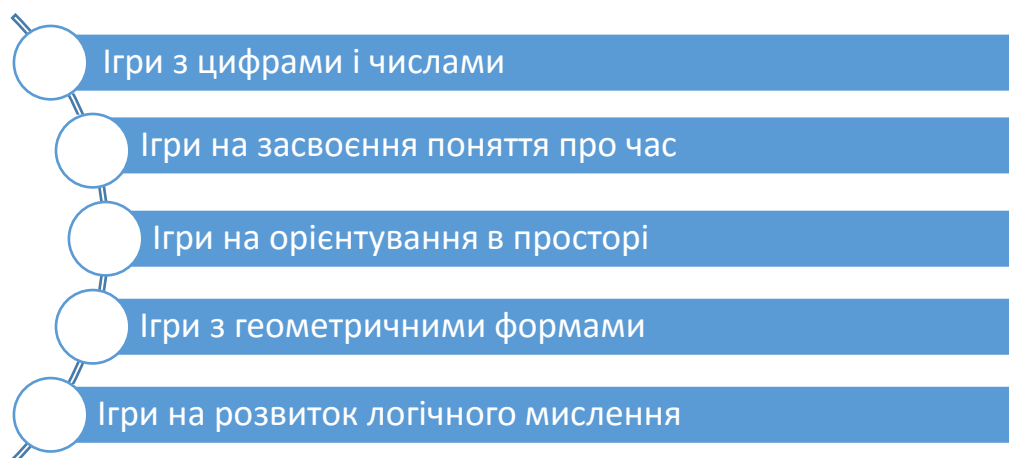 Ігри з цифрами і числами
Ігри на засвоєння поняття про час
Ігри на орієнтування в просторі
Ігри з геометричними формами
Ігри на розвиток логічного мислення